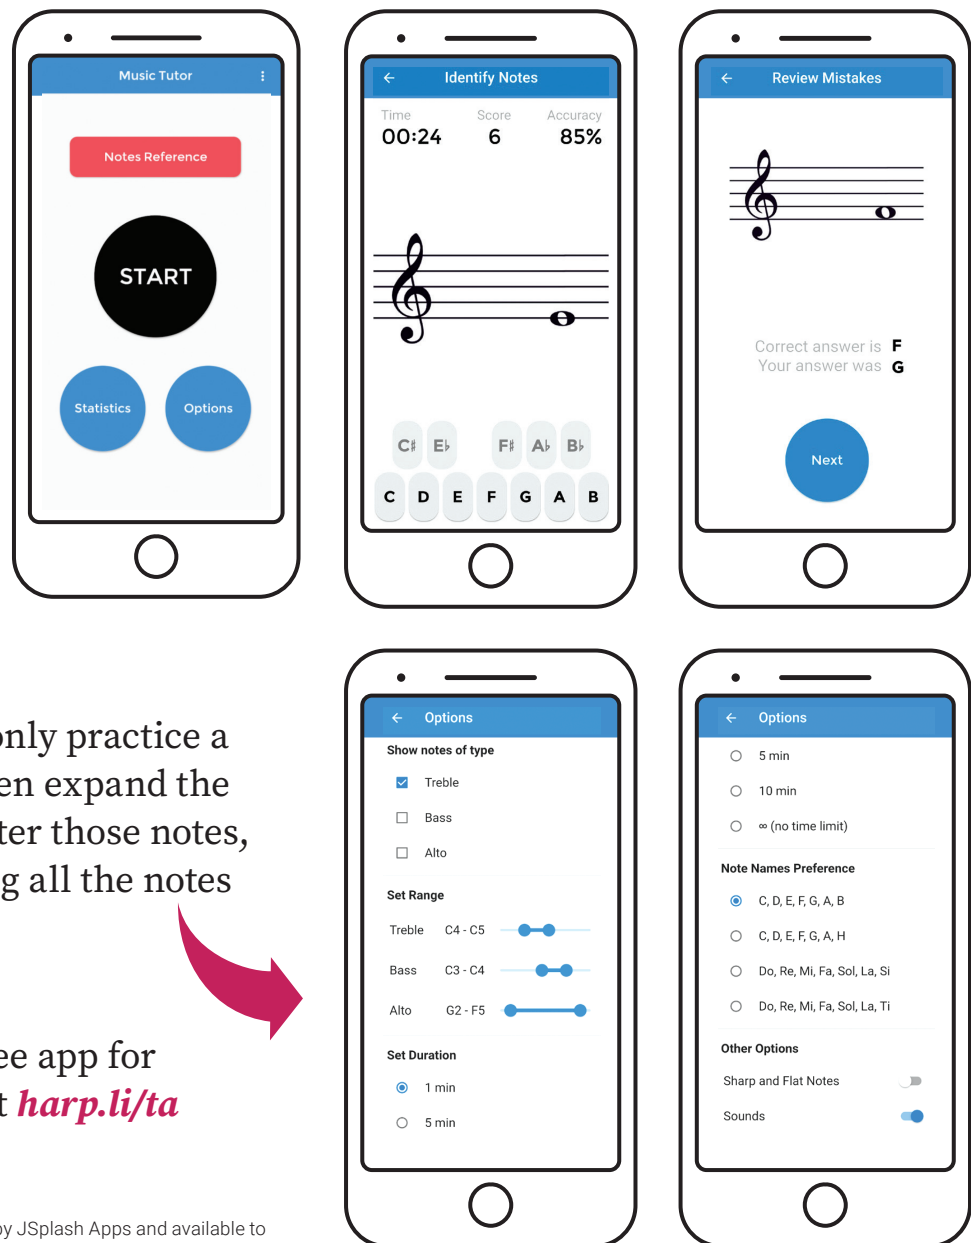 Music Tutor
Notes Reference
START
Statistics
Options
Identify Notes
Time Score Accuracy
00:24 6 85%
C♯ E♭ F♯ A♭ B♭
C D E F G A B
Review Mistakes
Correct answer is F
Your answer was G
Next
only practice a
en expand the
ter those notes,
g all the notes
ee app for
t harp.li/ta
by JSplash Apps and available to
Options
Show notes of type
Treble
Bass
Alto
Set Range
Treble C4 - C5
Bass C3 - C4
Alto G2 - F5
Set Duration
1 min
5 min
Options
5 min
10 min
∞ (no time limit)
Note Names Preference
C, D, E, F, G, A, B
C, D, E, F, G, A, H
Do, Re, Mi, Fa, Sol, La, Si
Do, Re, Mi, Fa, Sol, La, Ti
Other Options
Sharp and Flat Notes
Sounds